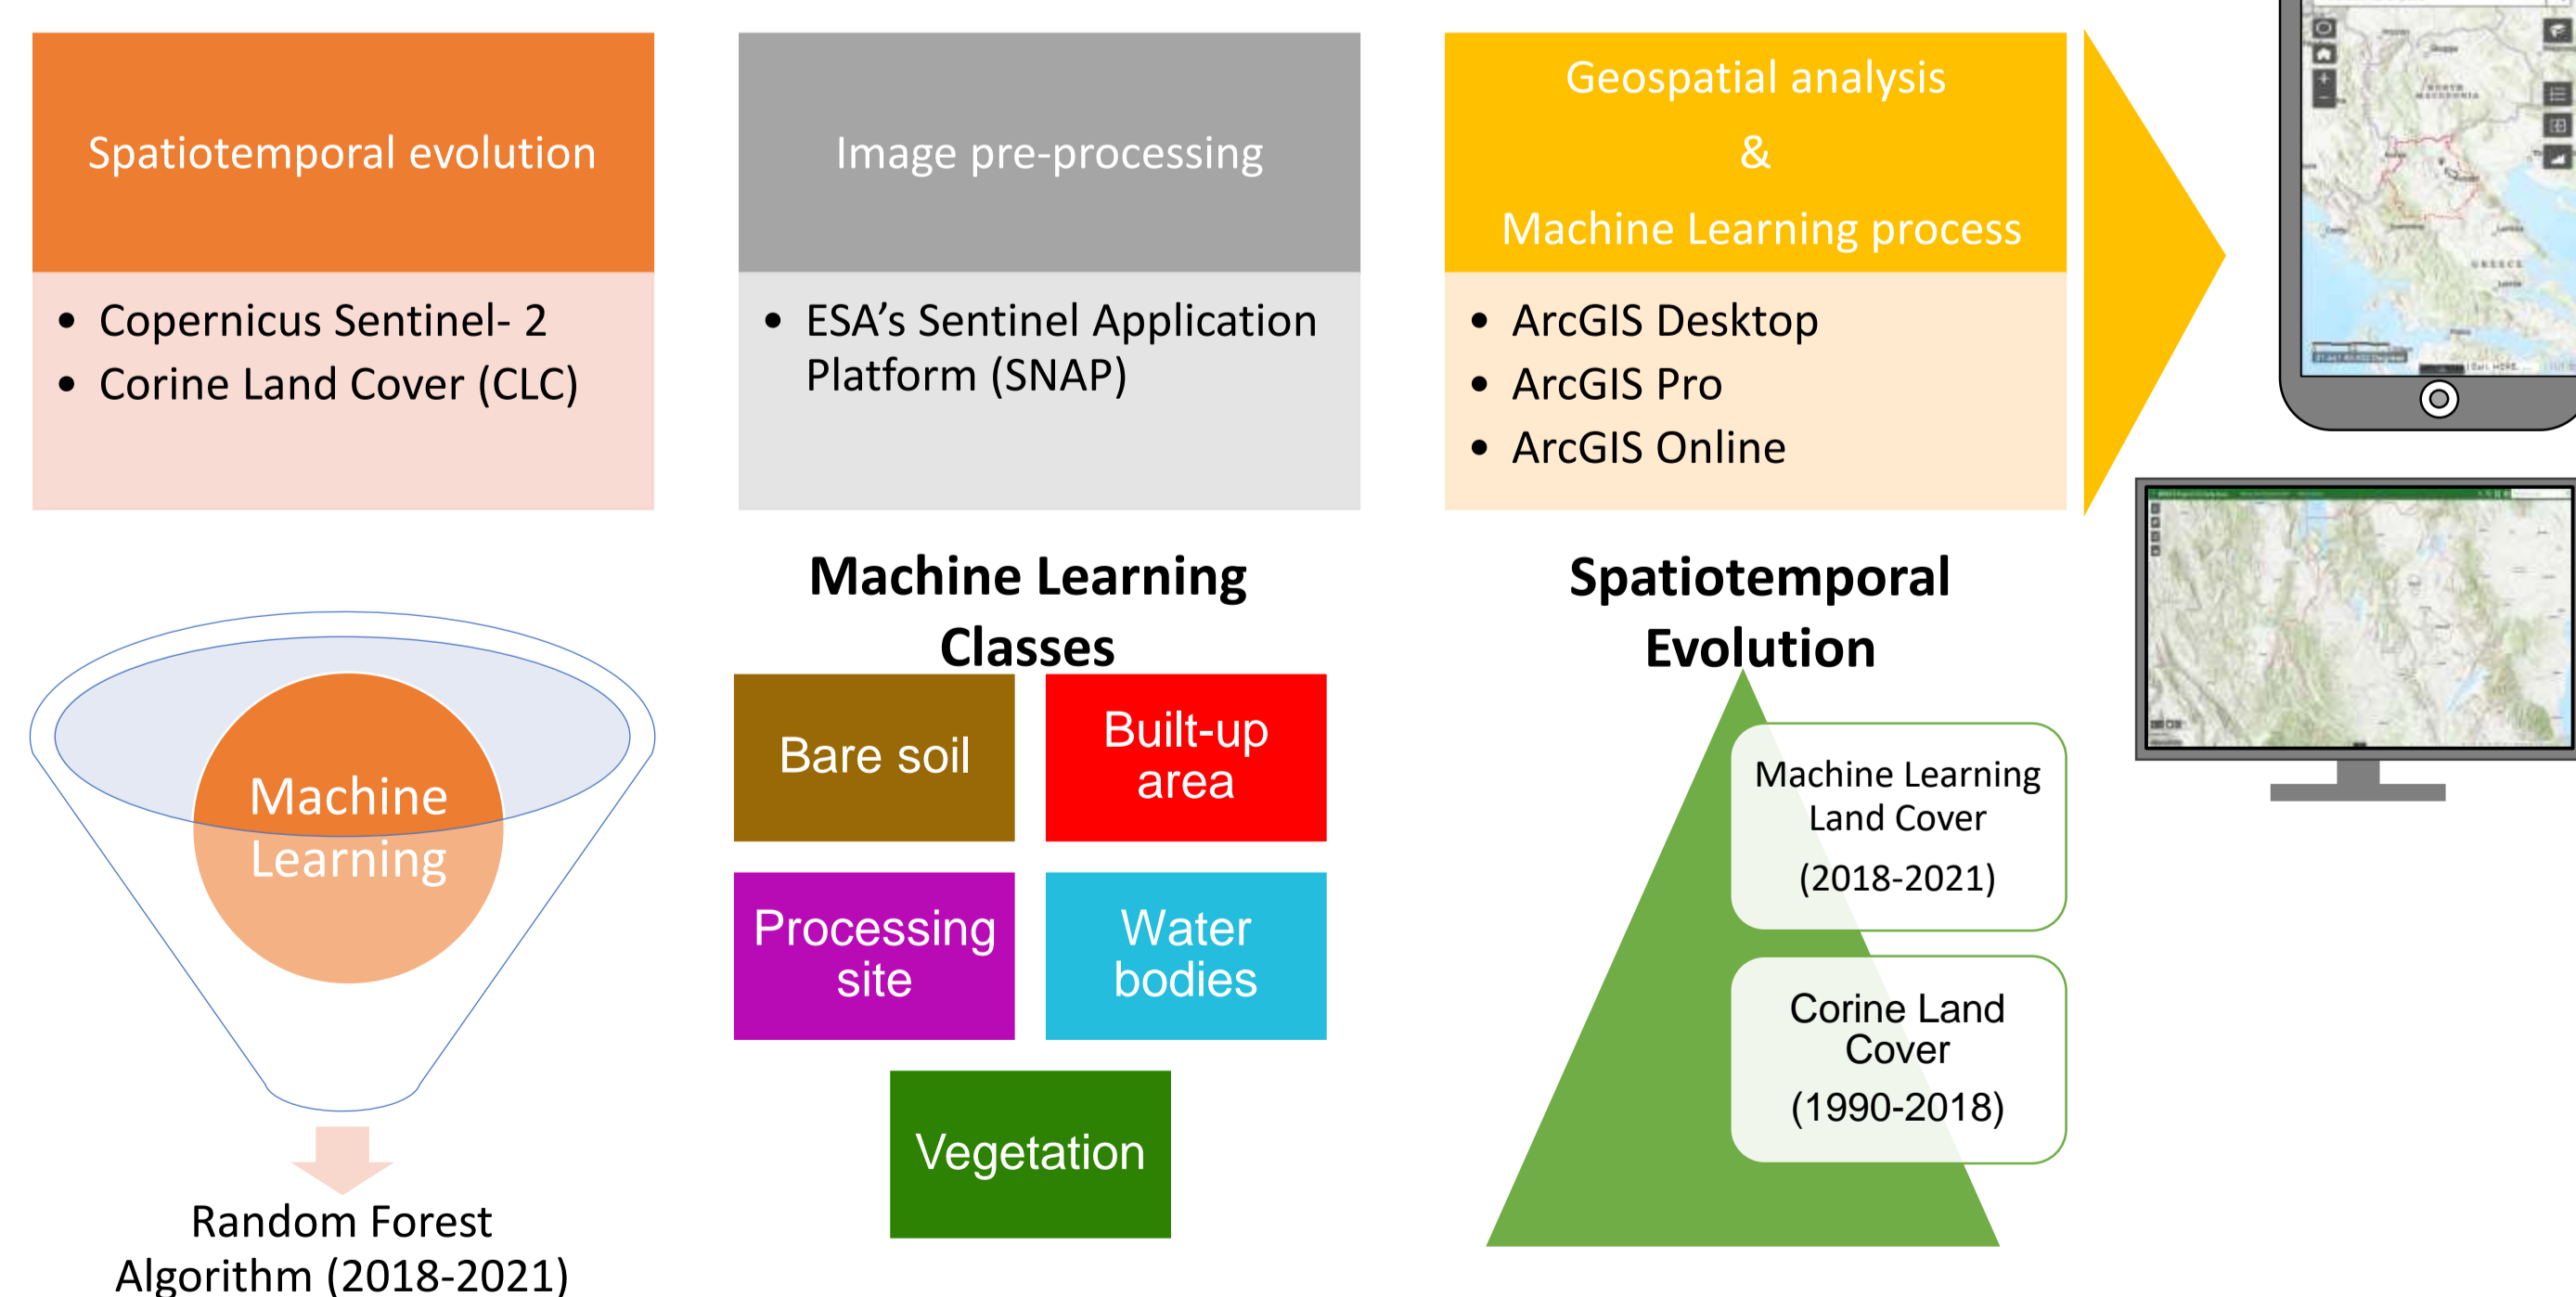 Spatiotemporal evolution
• Copernicus Sentinel- 2
• Corine Land Cover (CLC)
Image pre-processing
• ESA’s Sentinel Application
Platform (SNAP)
Geospatial analysis
&
Machine Learning process
• ArcGIS Desktop
• ArcGIS Pro
• ArcGIS Online
NORTH
MACEDONIA
GREECE
Machine
Learning
Random Forest
Algorithm (2018-2021)
Machine Learning
Classes
Bare soil
Built-up
area
Processing
site
Water
bodies
Vegetation
Spatiotemporal
Evolution
Machine Learning
Land Cover
(2018-2021)
Corine Land
Cover
(1990-2018)